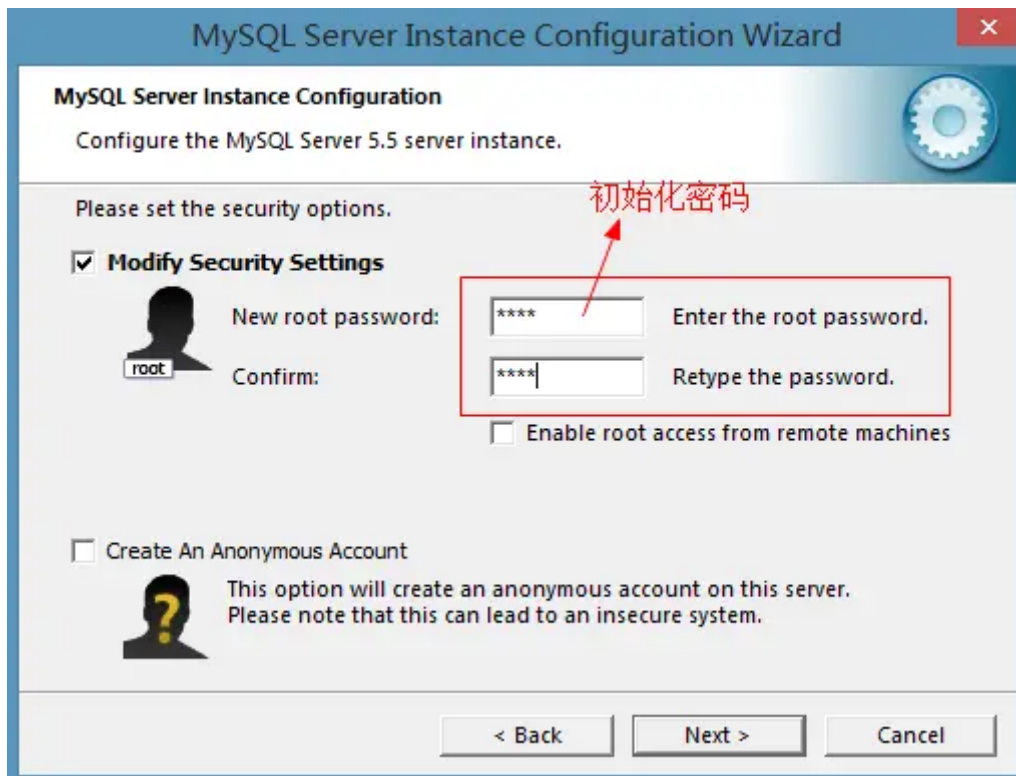 MySQL Server Instance Configuration Wizard
MySQL Server Instance Configuration
Configure the MySQL Server 5.5 server instance.
Please set the security options.
初始化密码
Modify Security Settings
New root password: **** Enter the root password.
root
Confirm: **** Retype the password.
Enable root access from remote machines
Create An Anonymous Account
This option will create an anonymous account on this server.
Please note that this can lead to an insecure system.
< Back Next > Cancel